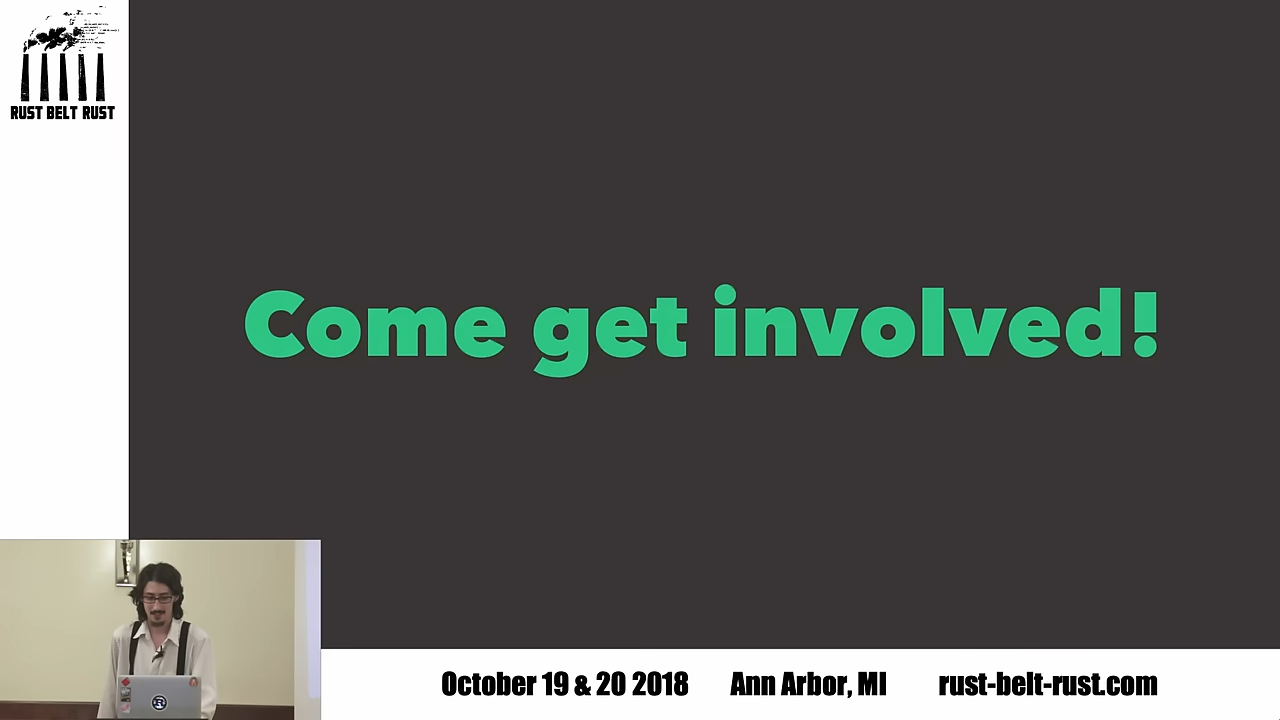 RUST BELT RUST
Come get involved!
October 19 & 20 2018 Ann Arbor, MI rust-belt-rust.com